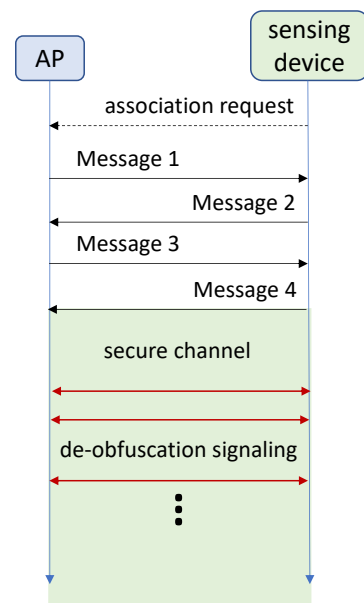 AP
sensing
device
association request
Message 1
Message 2
Message 3
Message 4
secure channel
de-obfuscation signaling